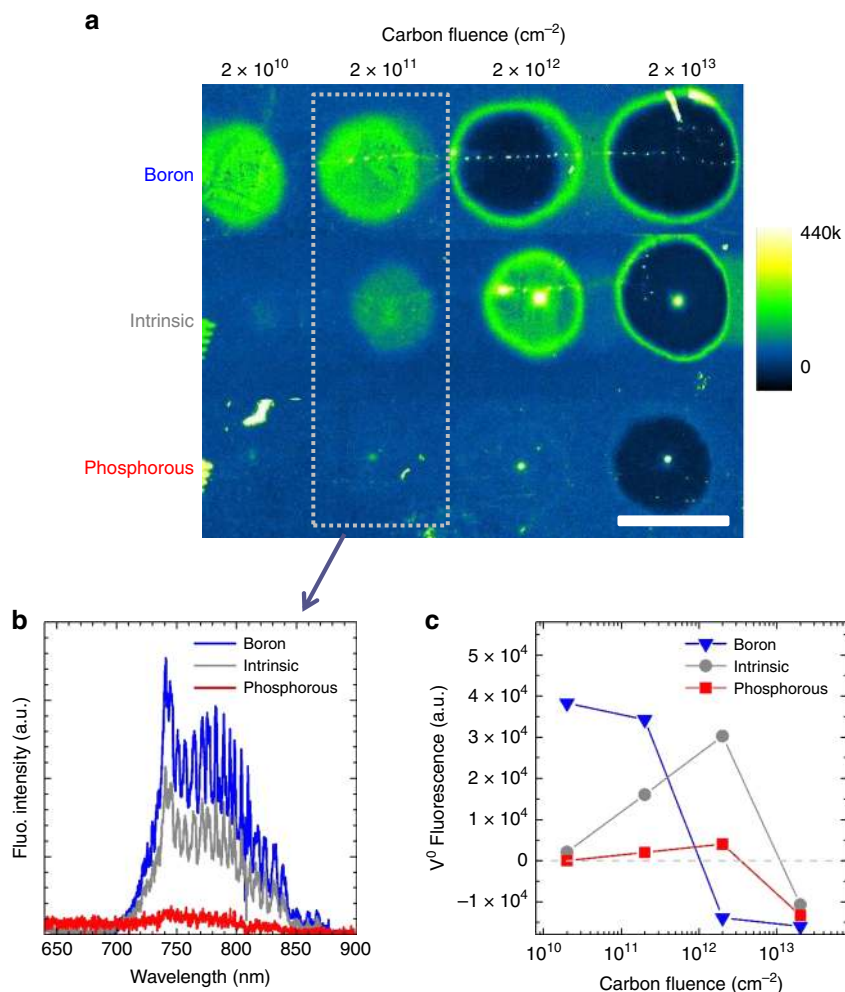 a
Carbon fluence (cm⁻²)
2 × 10¹⁰ 2 × 10¹¹ 2 × 10¹² 2 × 10¹³
Boron
Intrinsic
Phosphorous
440k
0
b
Boron
Intrinsic
Phosphorous
Fluo. intensity (a.u.)
650 700 750 800 850 900
Wavelength (nm)
c
Boron
Intrinsic
Phosphorous
V⁰ Fluorescence (a.u.)
5 × 10⁴
4 × 10⁴
3 × 10⁴
2 × 10⁴
1 × 10⁴
0
−1 × 10⁴
10¹⁰ 10¹¹ 10¹² 10¹³
Carbon fluence (cm⁻²)